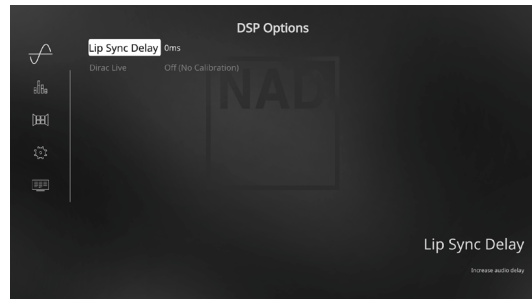 DSP Options
Lip Sync Delay 0ms
Dirac Live Off (No Calibration)
NAD
Lip Sync Delay
Increase audio delay